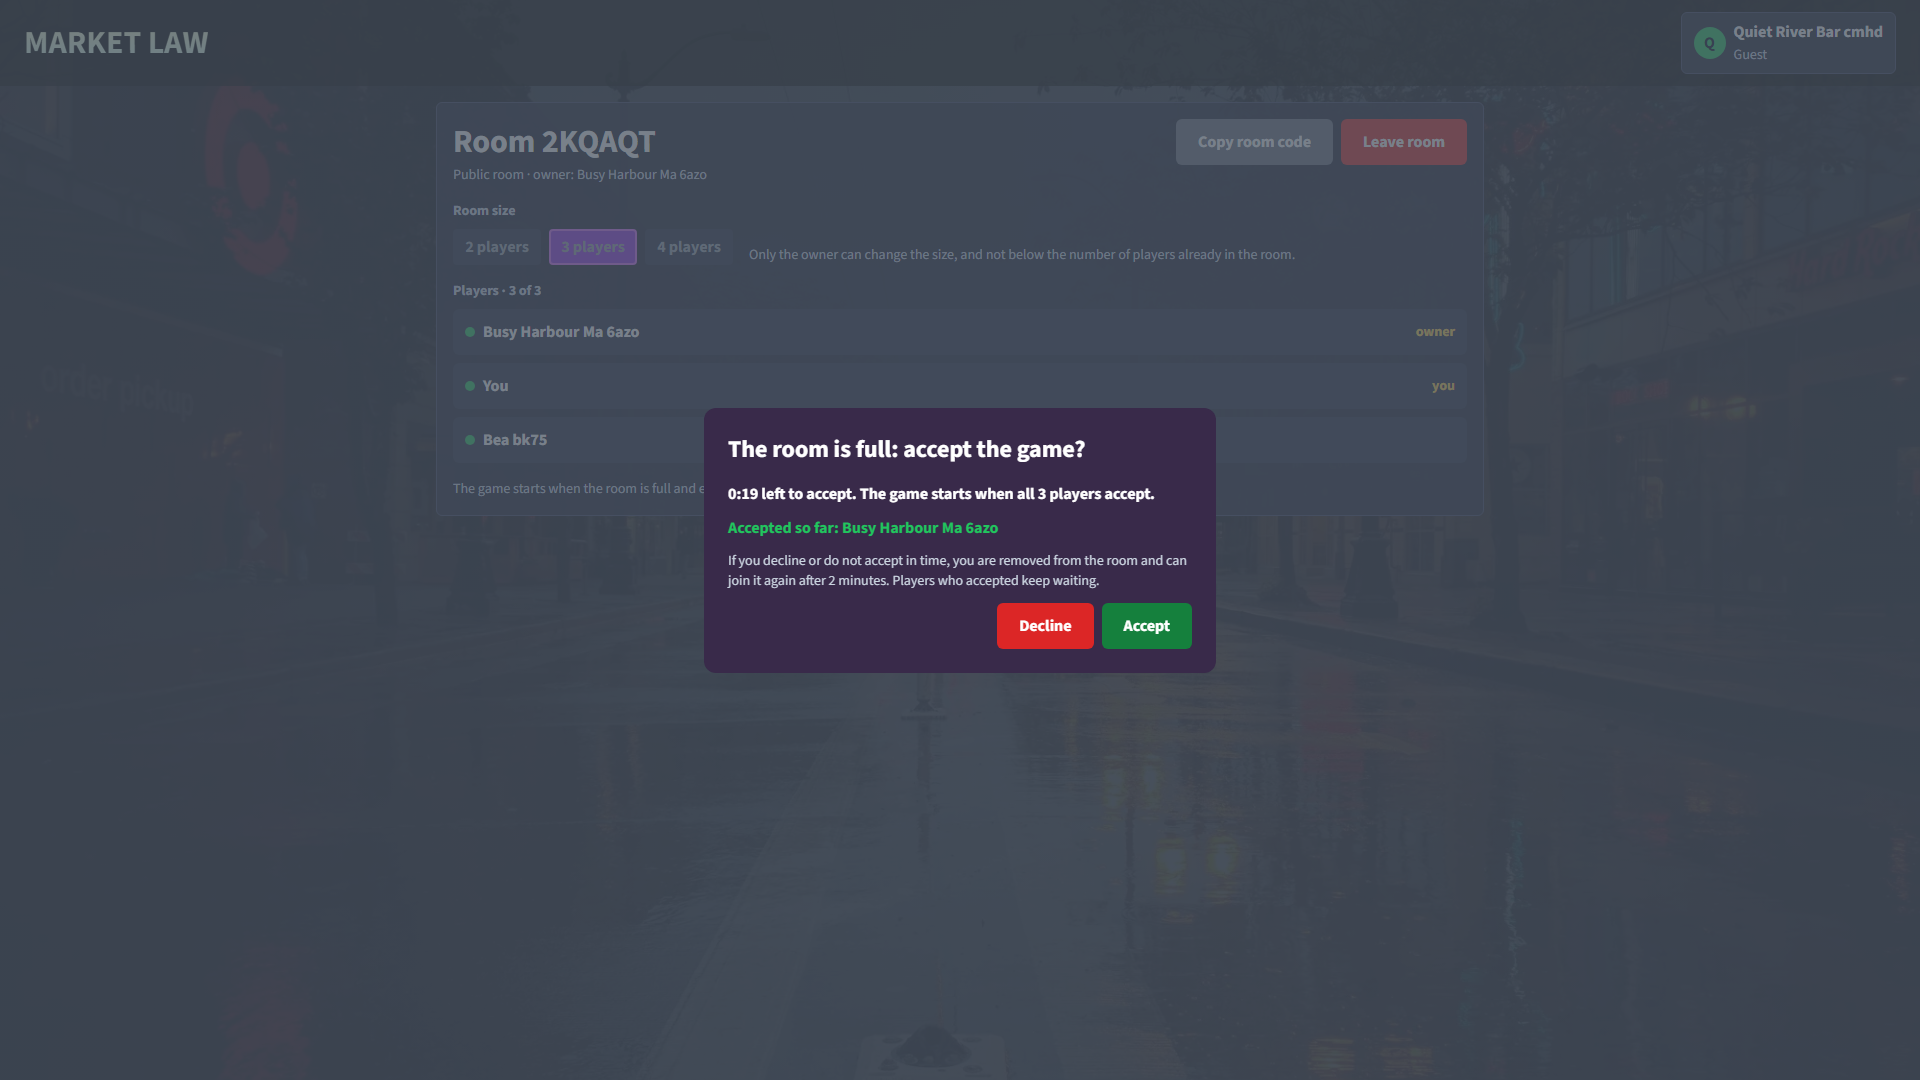 MARKET LAW
Q
Quiet River Bar cmhd
Guest
Room 2KQAQT
Copy room code
Leave room
Public room · owner: Busy Harbour Ma 6azo
Room size
2 players
3 players
4 players
Only the owner can change the size, and not below the number of players already in the room.
Players · 3 of 3
Busy Harbour Ma 6azo
owner
order pickup
You
you
Bea bk75
The game starts when the room is full and e
The room is full: accept the game?
0:19 left to accept. The game starts when all 3 players accept.
Accepted so far: Busy Harbour Ma 6azo
If you decline or do not accept in time, you are removed from the room and can
join it again after 2 minutes. Players who accepted keep waiting.
Decline
Accept